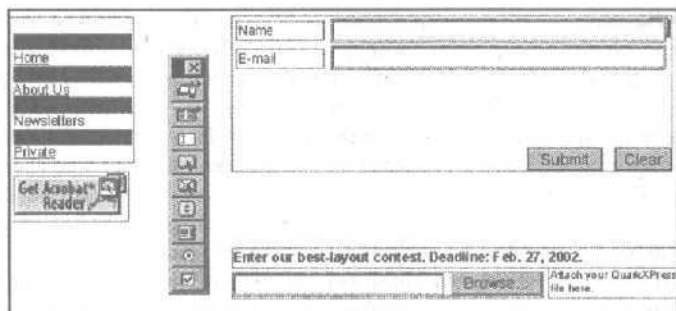 Home
About Us
Newsletters
Private
Get Acrobat®
Reader
Name
E-mail
Submit
Clear
Enter our best-layout contest. Deadline: Feb. 27, 2002.
Browse...
Attach your QuarkXPress
file here.